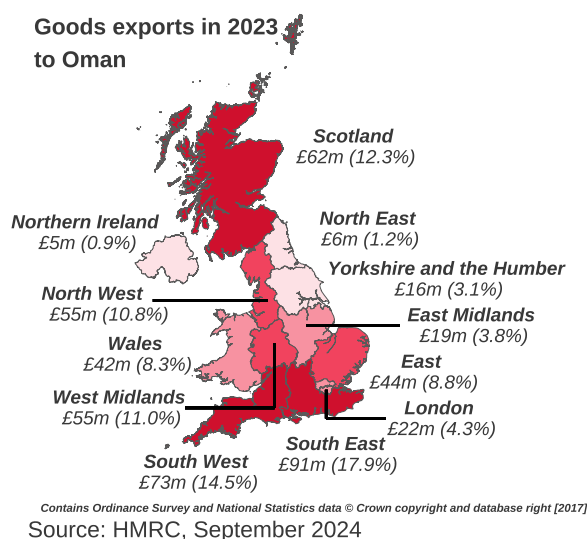 Goods exports in 2023
to Oman
Scotland
£62m (12.3%)
Northern Ireland
£5m (0.9%)
North East
£6m (1.2%)
Yorkshire and the Humber
£16m (3.1%)
North West
£55m (10.8%)
East Midlands
£19m (3.8%)
Wales
£42m (8.3%)
East
£44m (8.8%)
West Midlands
£55m (11.0%)
London
£22m (4.3%)
South East
£91m (17.9%)
South West
£73m (14.5%)
Contains Ordinance Survey and National Statistics data © Crown copyright and database right [2017]
Source: HMRC, September 2024